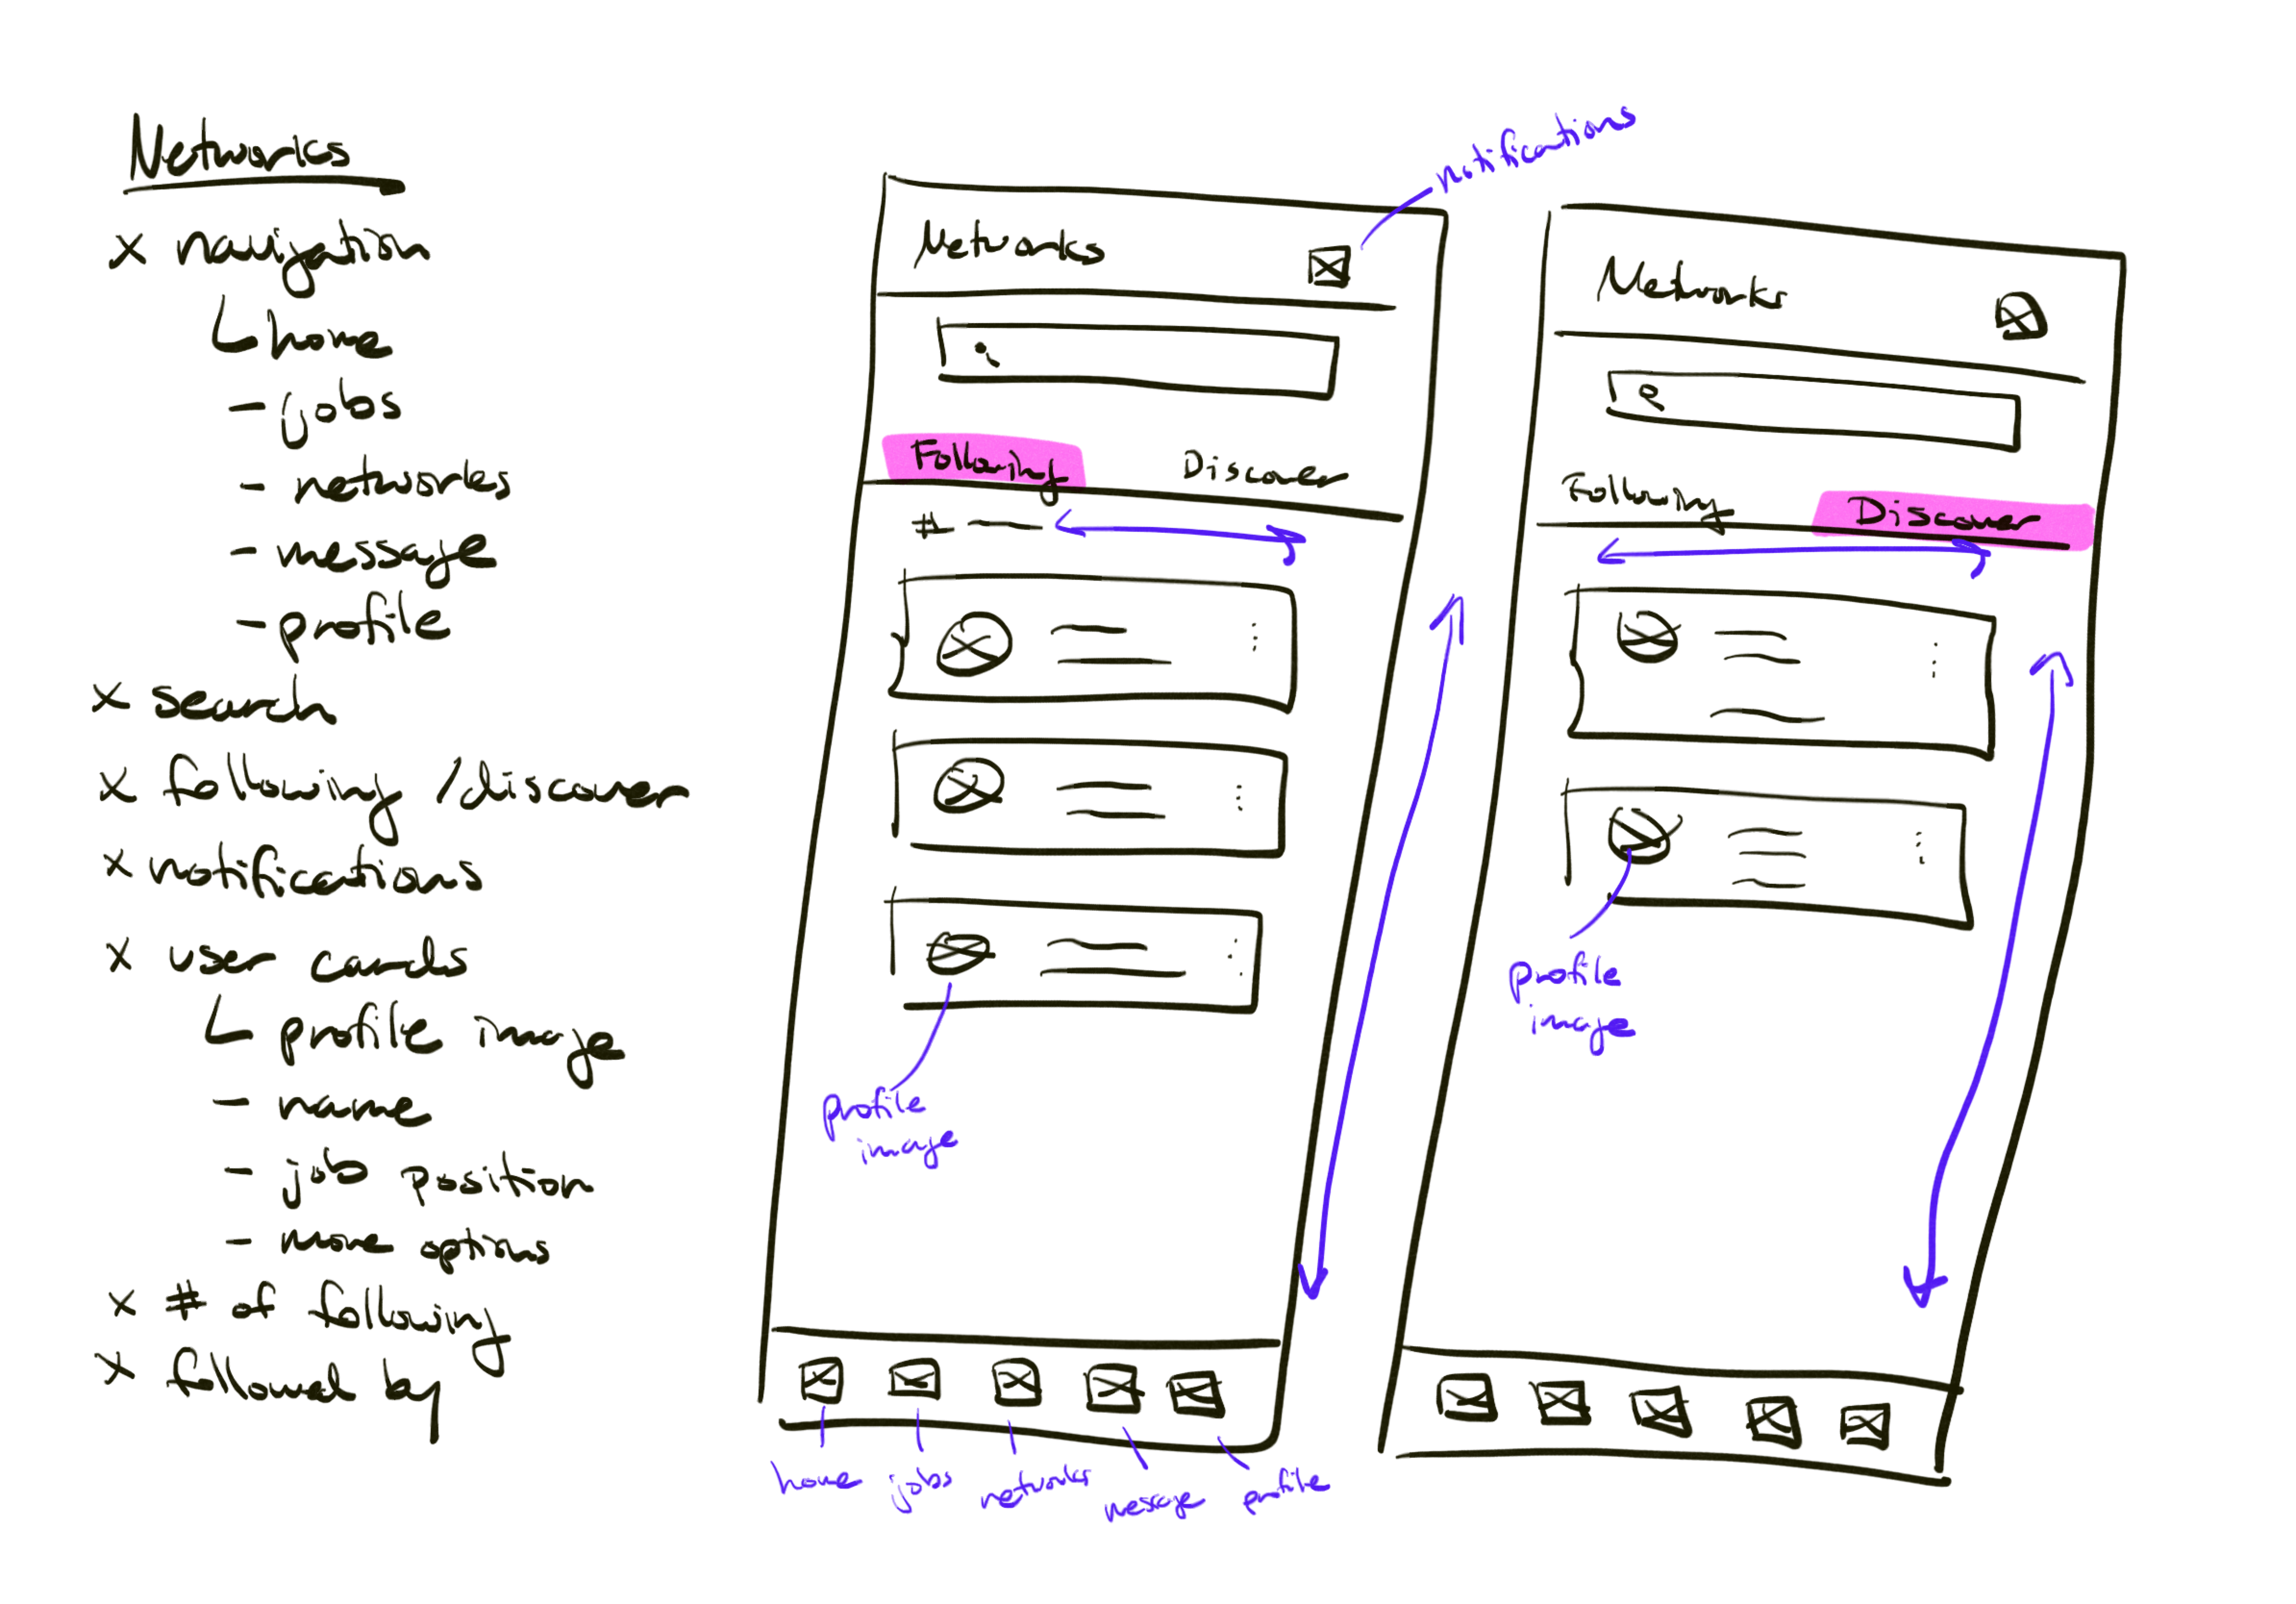 Networks
x navigation
home
- jobs
- networks
- message
- profile
x search
x following /discover
x notifications
x user cards
profile image
- name
- job position
- more options
x # of following
x followed by
notifications
Networks
Following
Discover
#
profile
image
home
jobs
networks
message
profile
Networks
Following
Discover
profile
image